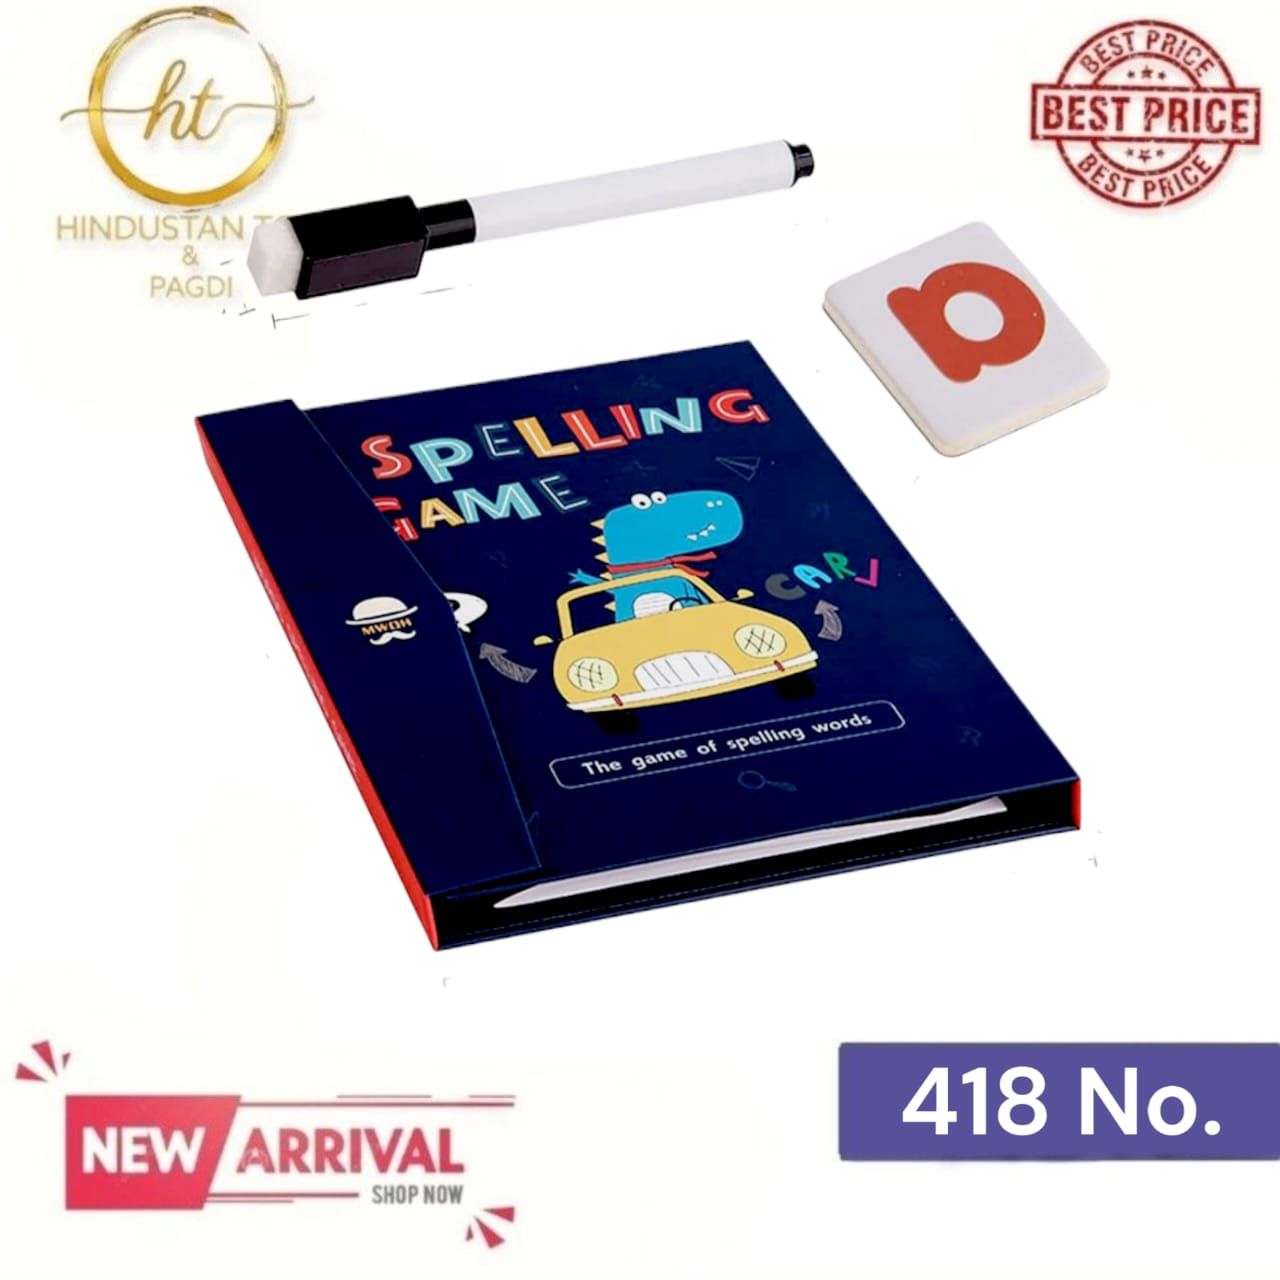 ht
HINDUSTAN
&
PAGDI
BEST PRICE
BEST PRICE
BEST PRICE
a
SPELLING
GAME
CAR
MWOH
The game of spelling words
NEW ARRIVAL
SHOP NOW
418 No.